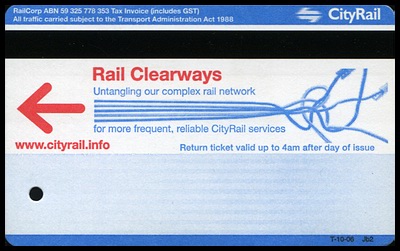 RailCorp ABN 59 325 778 353 Tax Invoice (includes GST)
All traffic carried subject to the Transport Administration Act 1988
CityRail
Rail Clearways
Untangling our complex rail network
for more frequent, reliable CityRail services
www.cityrail.info
Return ticket valid up to 4am after day of issue
T-10-06 Jb2